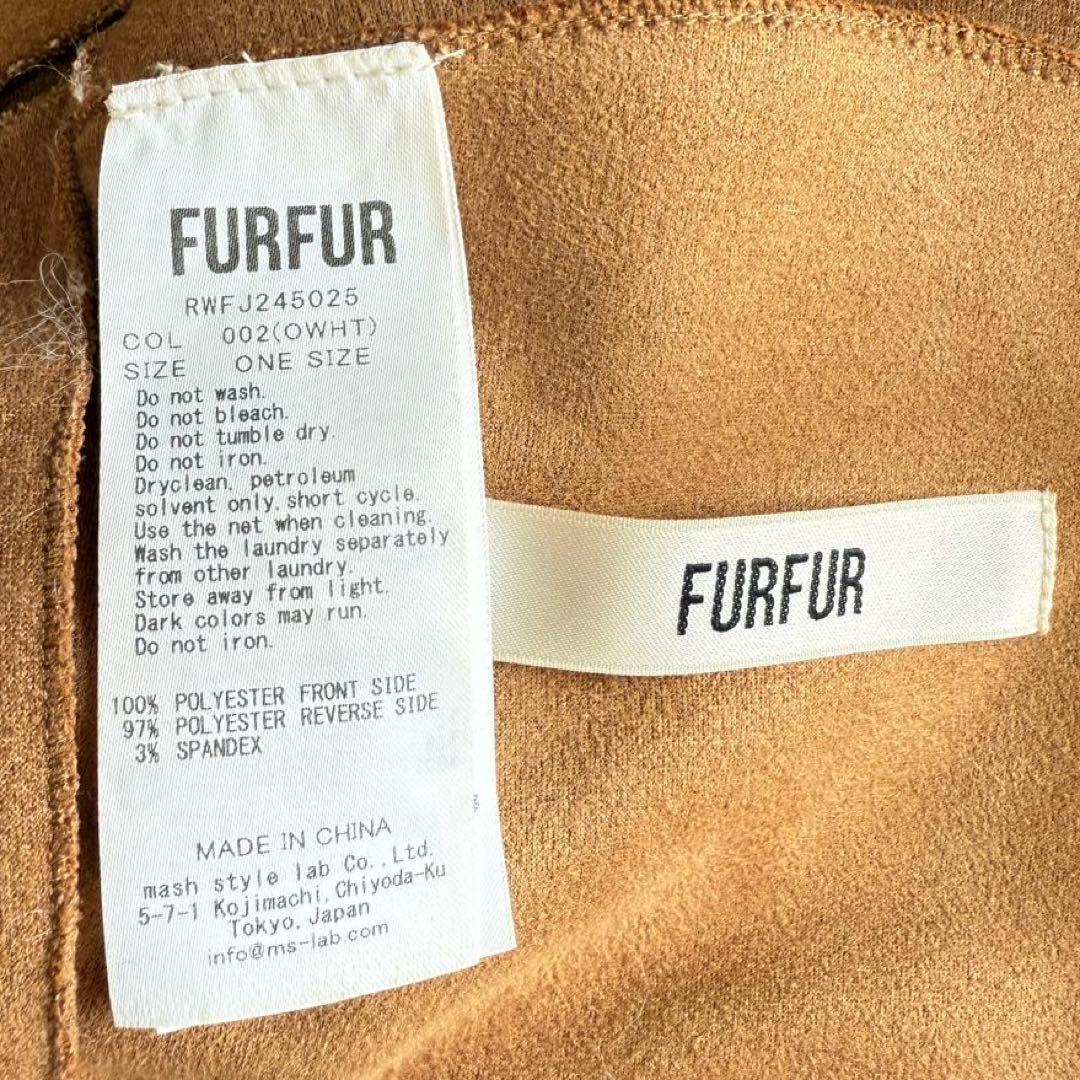 FURFUR
RWFJ245025
COL 002(OWHT)
SIZE ONE SIZE
Do not wash.
Do not bleach.
Do not tumble dry.
Do not iron.
Dryclean, petroleum
solvent only, short cycle.
Use the net when cleaning.
Wash the laundry separately
from other laundry.
Store away from light.
Dark colors may run.
Do not iron.
100% POLYESTER FRONT SIDE
97% POLYESTER REVERSE SIDE
3% SPANDEX
MADE IN CHINA
mash style lab Co.,Ltd.
5-7-1 Kojimachi,Chiyoda-Ku
Tokyo, Japan
info@ms-lab.com
FURFUR